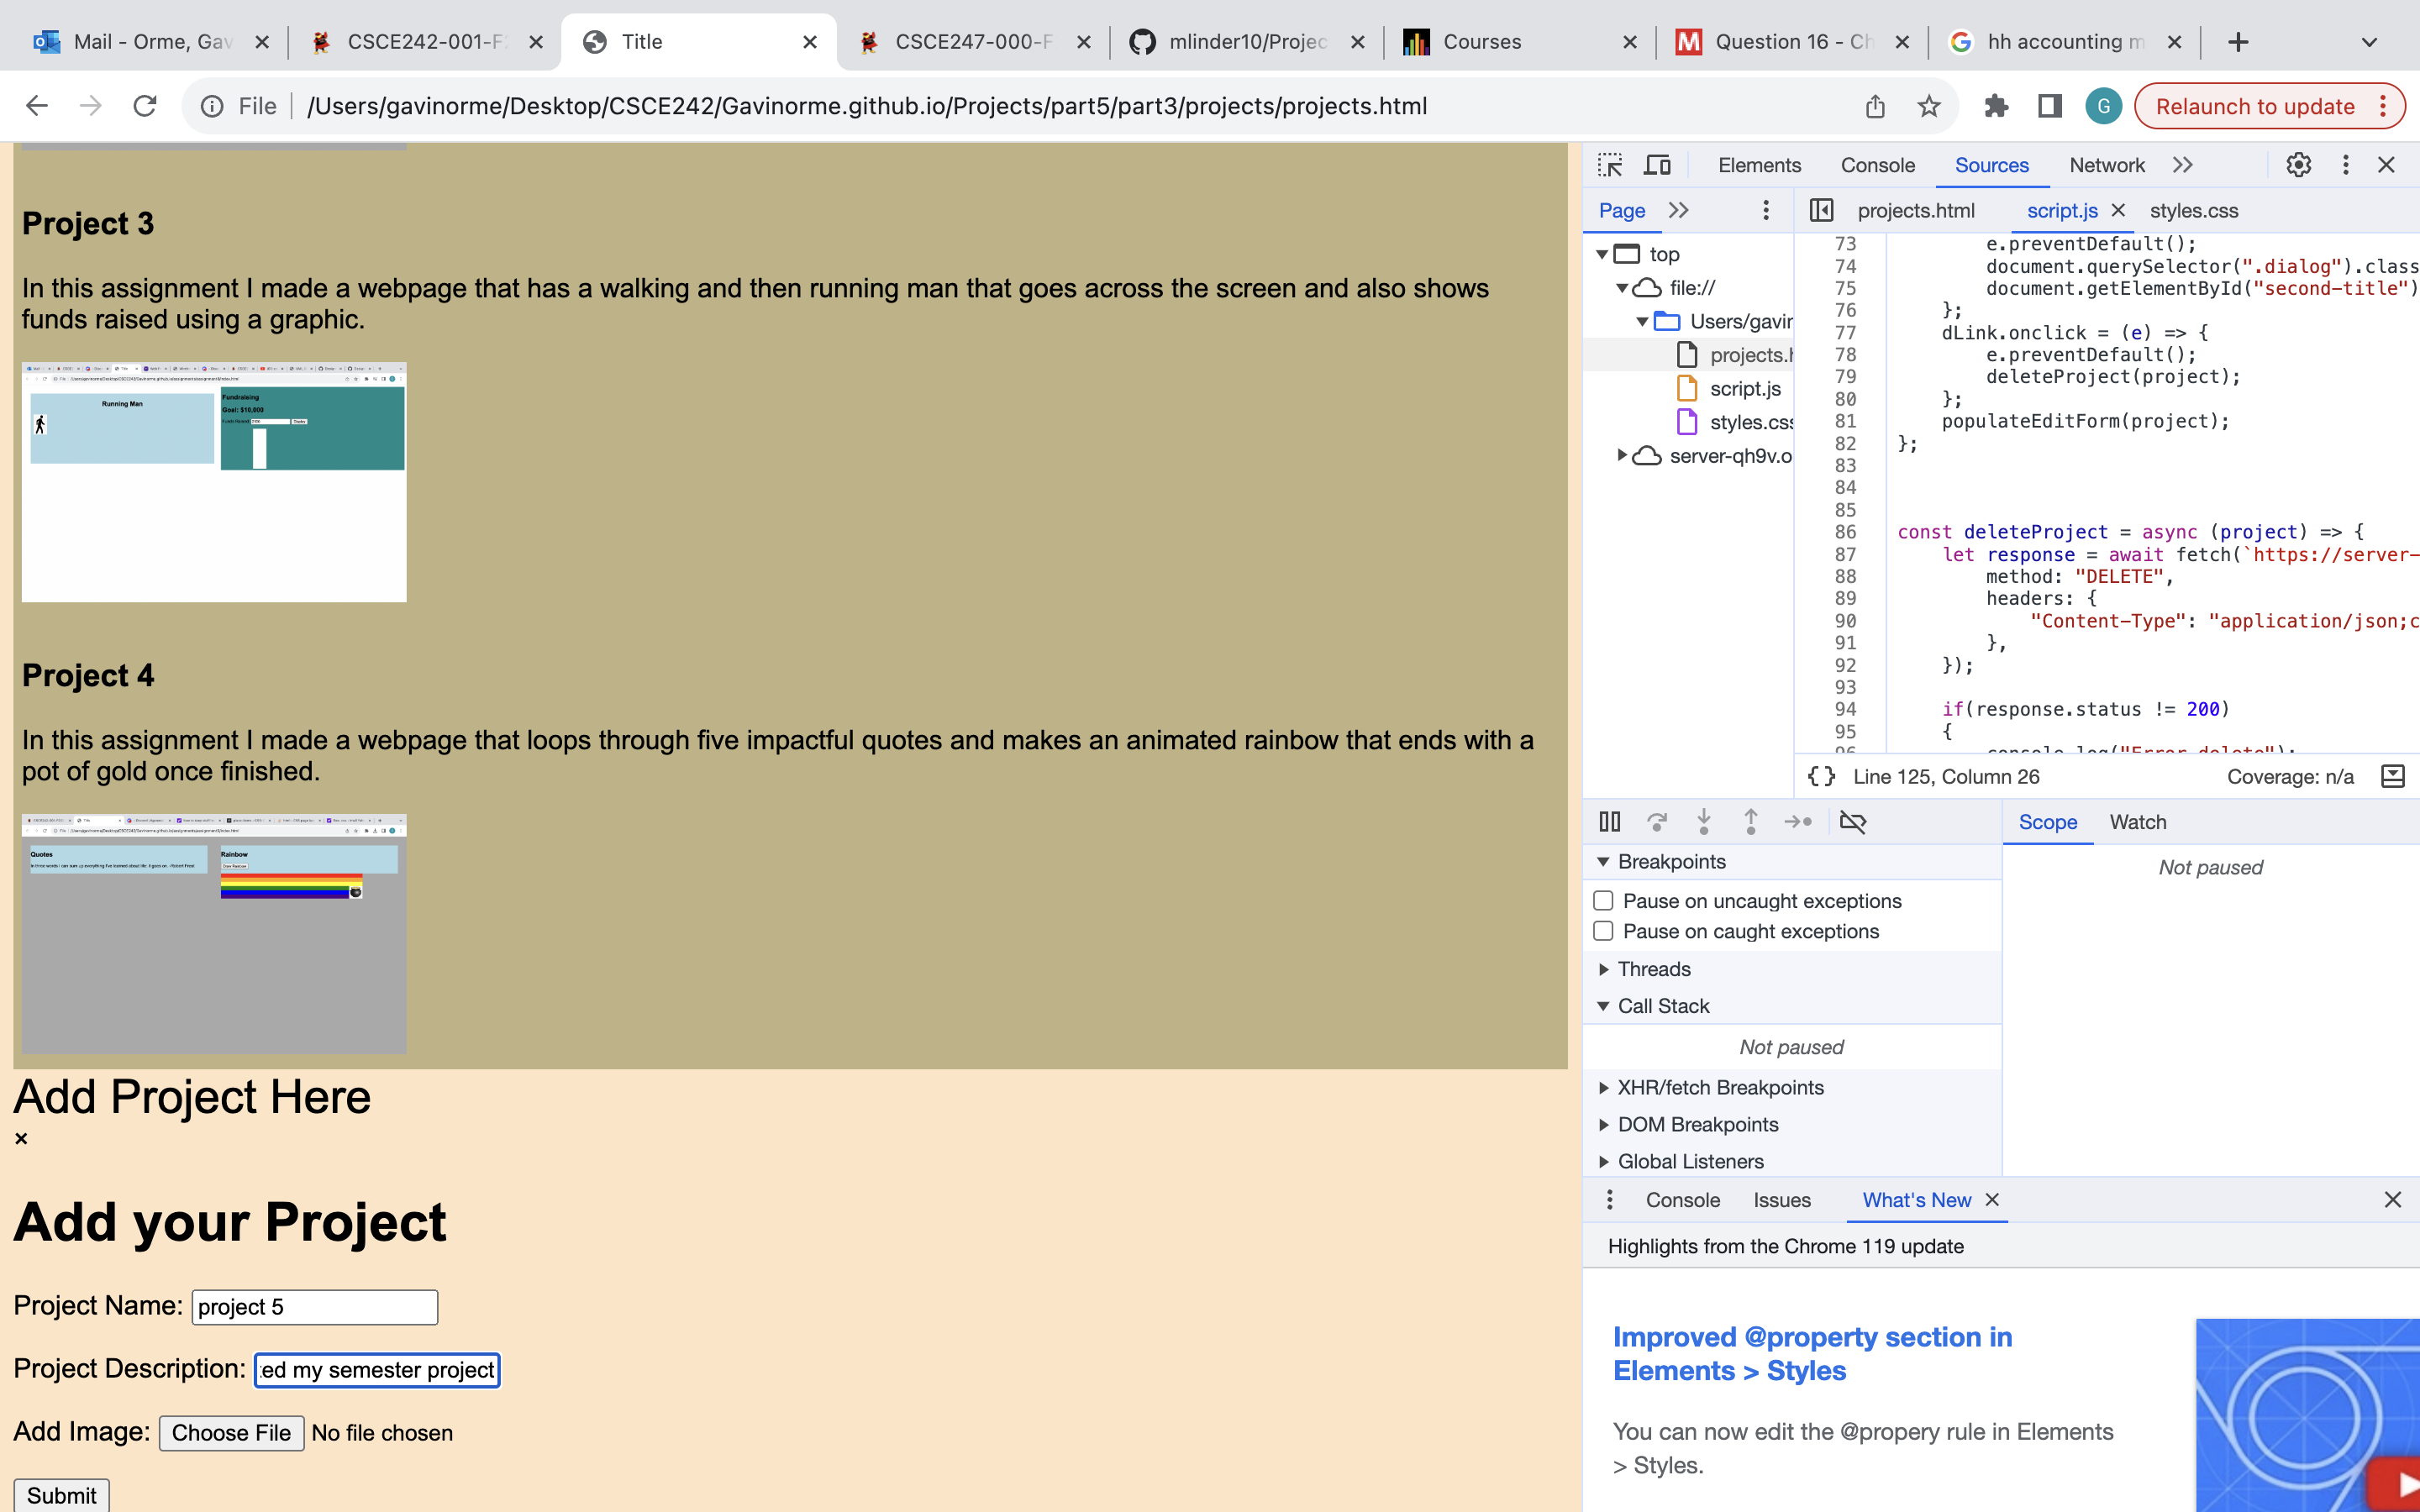 Mail - Orme, Gav
CSCE242-001-F
Title
CSCE247-000-F
mlinder10/Projec
Courses
Question 16 - Ch
hh accounting m
File
/Users/gavinorme/Desktop/CSCE242/Gavinorme.github.io/Projects/part5/part3/projects/projects.html
G
Relaunch to update
Project 3
In this assignment I made a webpage that has a walking and then running man that goes across the screen and also shows
funds raised using a graphic.
Running Man
Fundraising
Goal: $10,000
Project 4
In this assignment I made a webpage that loops through five impactful quotes and makes an animated rainbow that ends with a
pot of gold once finished.
Quotes
Rainbow
Add Project Here
×
Add your Project
Project Name: project 5
Project Description: ted my semester project
Add Image: Choose File No file chosen
Submit
Elements Console Sources Network
Page
projects.html script.js styles.css
top
file://
Users/gavin
projects.h
script.js
styles.css
server-qh9v.o
73 e.preventDefault();
74 document.querySelector(".dialog").class
75 document.getElementById("second-title")
76 };
77 dLink.onclick = (e) => {
78 e.preventDefault();
79 deleteProject(project);
80 };
81 populateEditForm(project);
82 };
83
84
85
86 const deleteProject = async (project) => {
87 let response = await fetch(`https://server-
88 method: "DELETE",
89 headers: {
90 "Content-Type": "application/json;c
91 },
92 });
93
94 if(response.status != 200)
95 {
96 console.log("Error delete");
{ } Line 125, Column 26 Coverage: n/a
Scope Watch
Not paused
Breakpoints
Pause on uncaught exceptions
Pause on caught exceptions
Threads
Call Stack
Not paused
XHR/fetch Breakpoints
DOM Breakpoints
Global Listeners
Console Issues What's New
Highlights from the Chrome 119 update
Improved @property section in
Elements > Styles
You can now edit the @propery rule in Elements
> Styles.